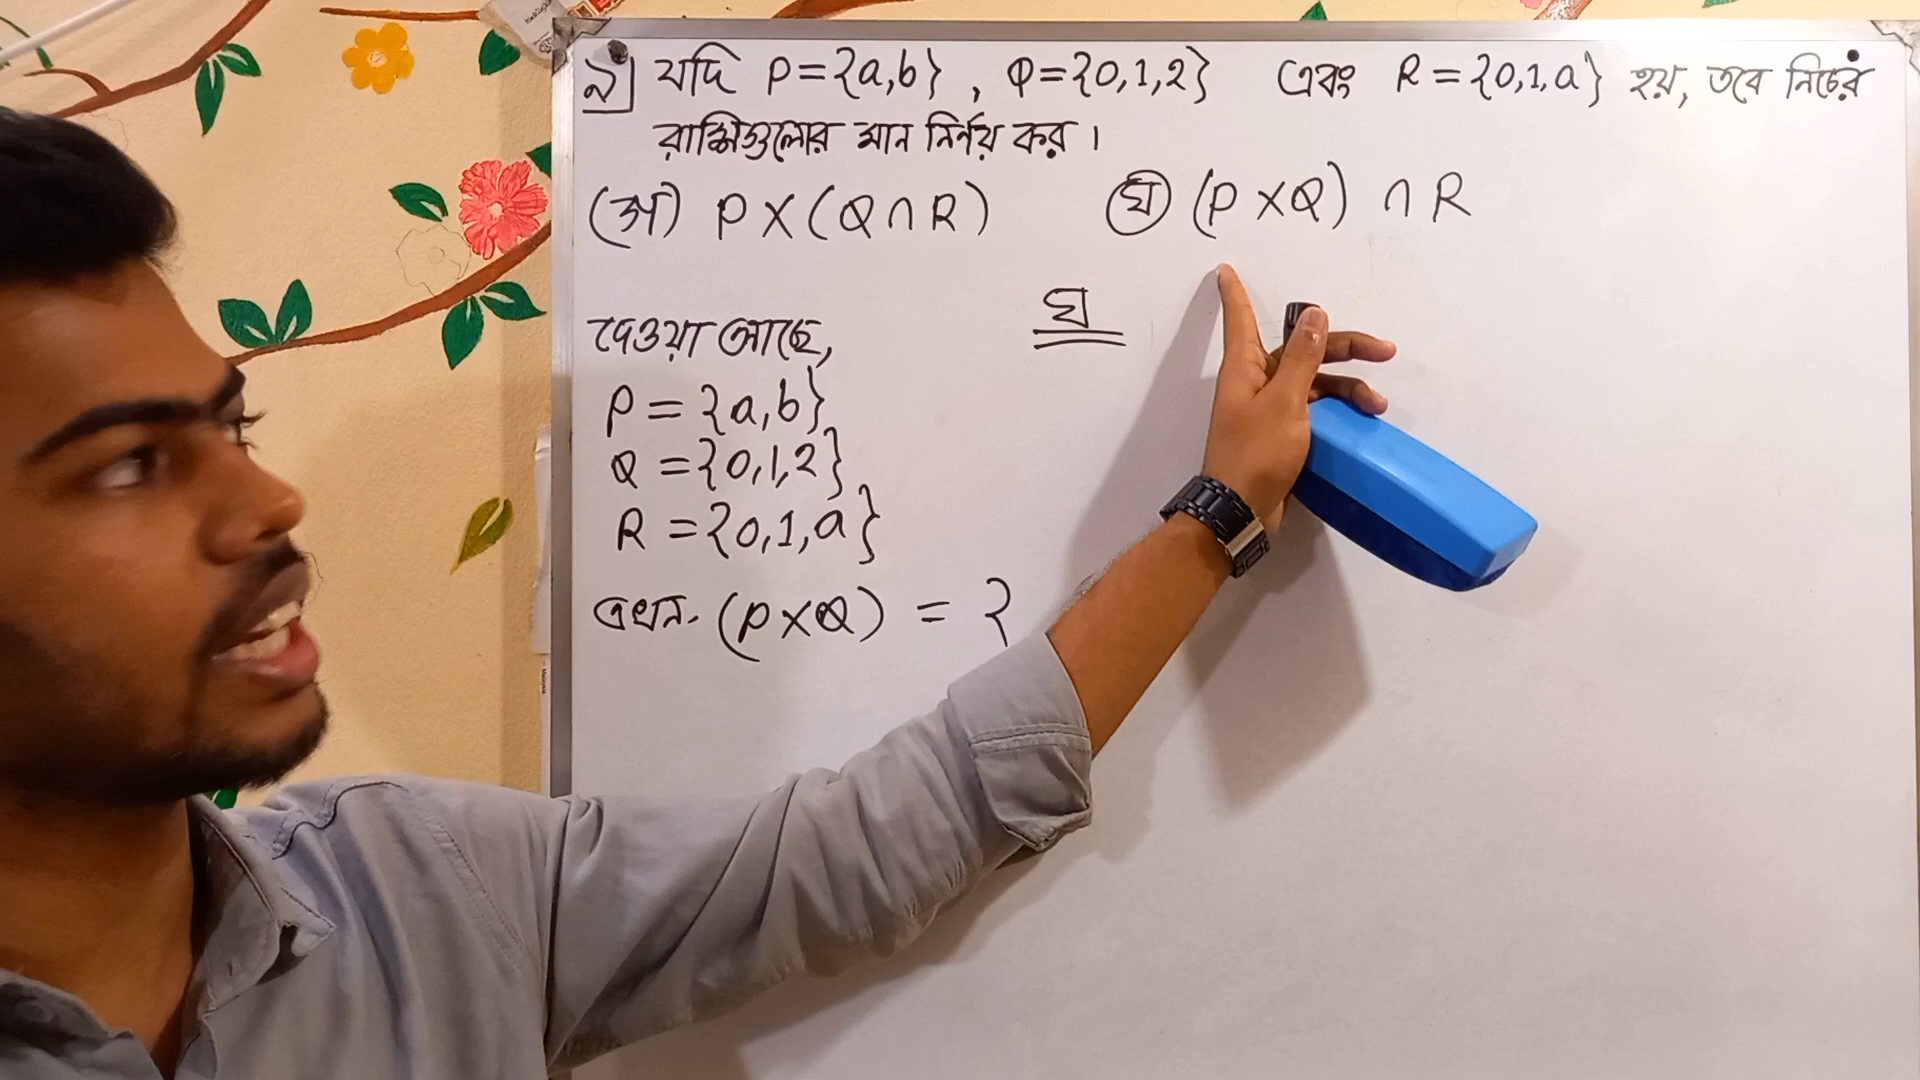 ৯] যদি P={a,b} , Q={0,1,2} এবং R={0,1,a} হয়, তবে নিচের
রাশিগুলোর মান নির্ণয় কর ।
(গ) P×(Q∩R) ঘ (P×Q) ∩ R
ঘ
দেওয়া আছে,
P={a,b}
Q={0,1,2}
R={0,1,a}
এখন, (P×Q) = {